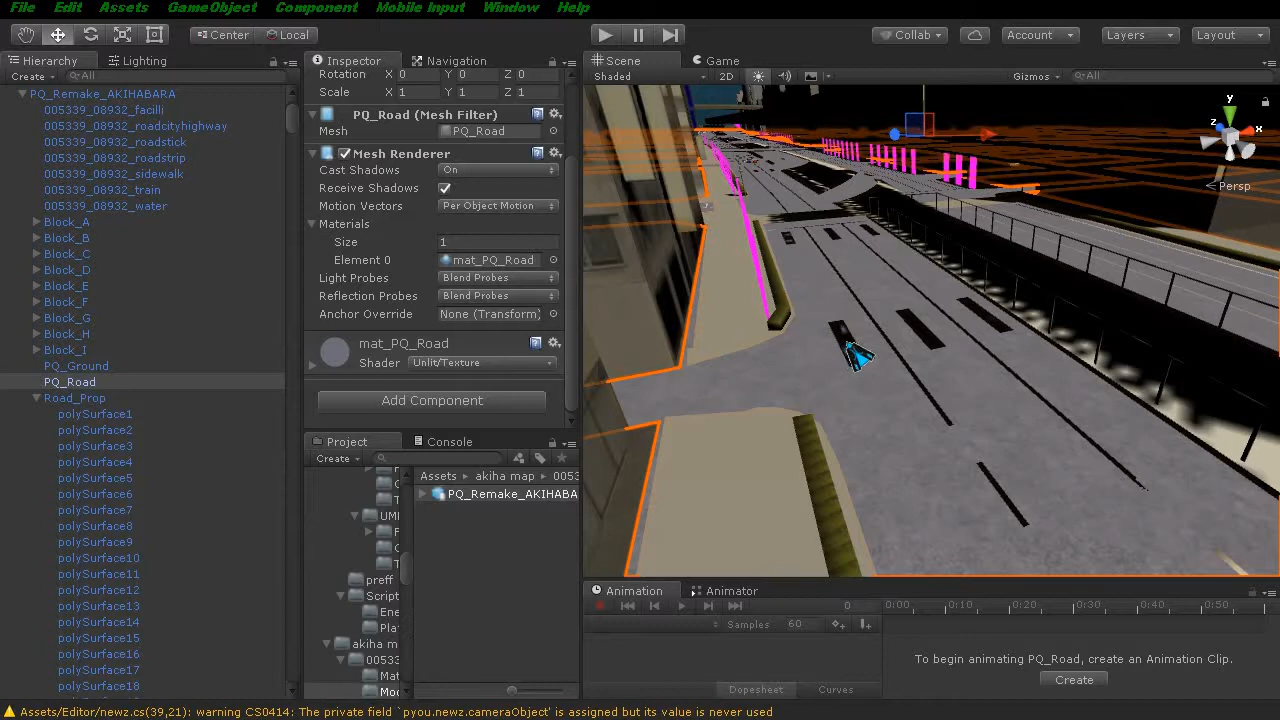 File Edit Assets GameObject Component Mobile Input Window Help
Center Local Collab Account Layers Layout
Hierarchy Lighting
Create All
PQ_Remake_AKIHABARA
005339_08932_facilli
005339_08932_roadcityhighway
005339_08932_roadstick
005339_08932_roadstrip
005339_08932_sidewalk
005339_08932_train
005339_08932_water
Block_A
Block_B
Block_C
Block_D
Block_E
Block_F
Block_G
Block_H
Block_I
PQ_Ground
PQ_Road
Road_Prop
polySurface1
polySurface2
polySurface3
polySurface4
polySurface5
polySurface6
polySurface7
polySurface8
polySurface9
polySurface10
polySurface11
polySurface12
polySurface13
polySurface14
polySurface15
polySurface16
polySurface17
polySurface18
Inspector Navigation
Rotation X 0 Y 0 Z 0
Scale X 1 Y 1 Z 1
PQ_Road (Mesh Filter)
Mesh PQ_Road
Mesh Renderer
Cast Shadows On
Receive Shadows
Motion Vectors Per Object Motion
Materials
Size 1
Element 0 mat_PQ_Road
Light Probes Blend Probes
Reflection Probes Blend Probes
Anchor Override None (Transform)
mat_PQ_Road
Shader Unlit/Texture
Add Component
Project Console
Create
Assets akiha map 0053
PQ_Remake_AKIHABA
UMI
preff
Script
Ene
Pla
akiha m
0053
Mat
Mod
Scene Game
Shaded 2D Gizmos All
y
x
z
Persp
Animation Animator
0 0:00 0:10 0:20 0:30 0:40 0:50
Samples 60
To begin animating PQ_Road, create an Animation Clip.
Create
Dopesheet Curves
Assets/Editor/newz.cs(39,21): warning CS0414: The private field `pyou.newz.cameraObject' is assigned but its value is never used